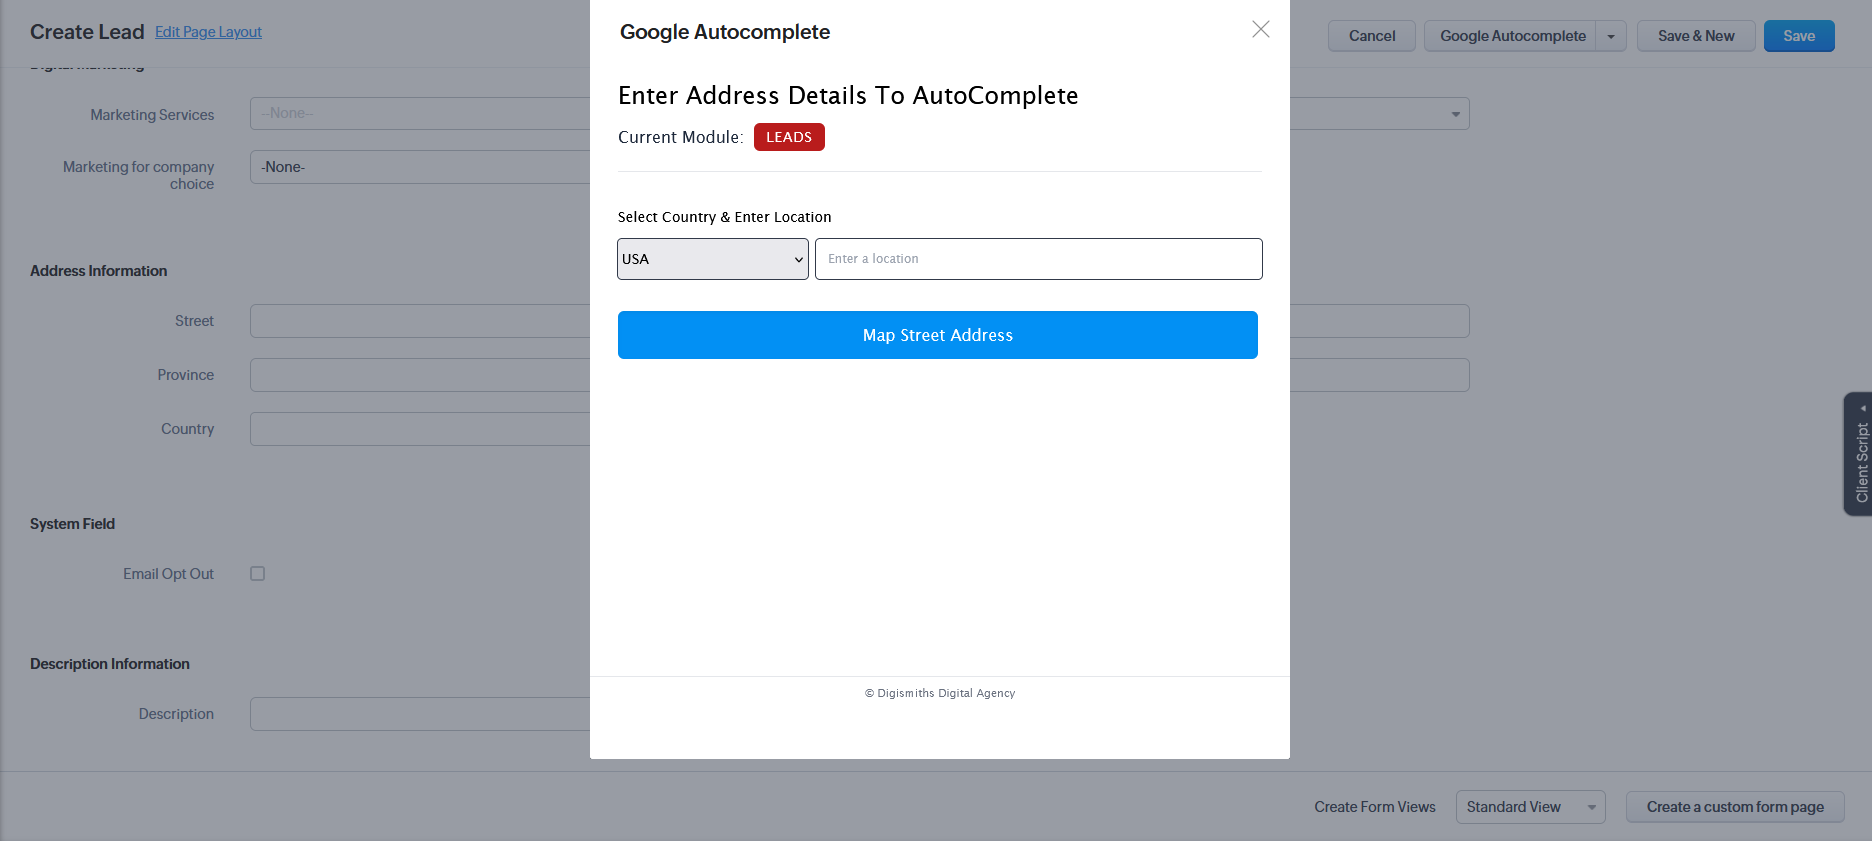 Create Lead Edit Page Layout
Google Autocomplete
Cancel
Google Autocomplete
Save & New
Save
Digital Marketing
Marketing Services
--None--
Marketing for company
choice
-None-
Enter Address Details To AutoComplete
Current Module: LEADS
Select Country & Enter Location
USA
Enter a location
Map Street Address
Address Information
Street
Province
Country
System Field
Email Opt Out
Description Information
Description
© Digismiths Digital Agency
Client Script
Create Form Views
Standard View
Create a custom form page